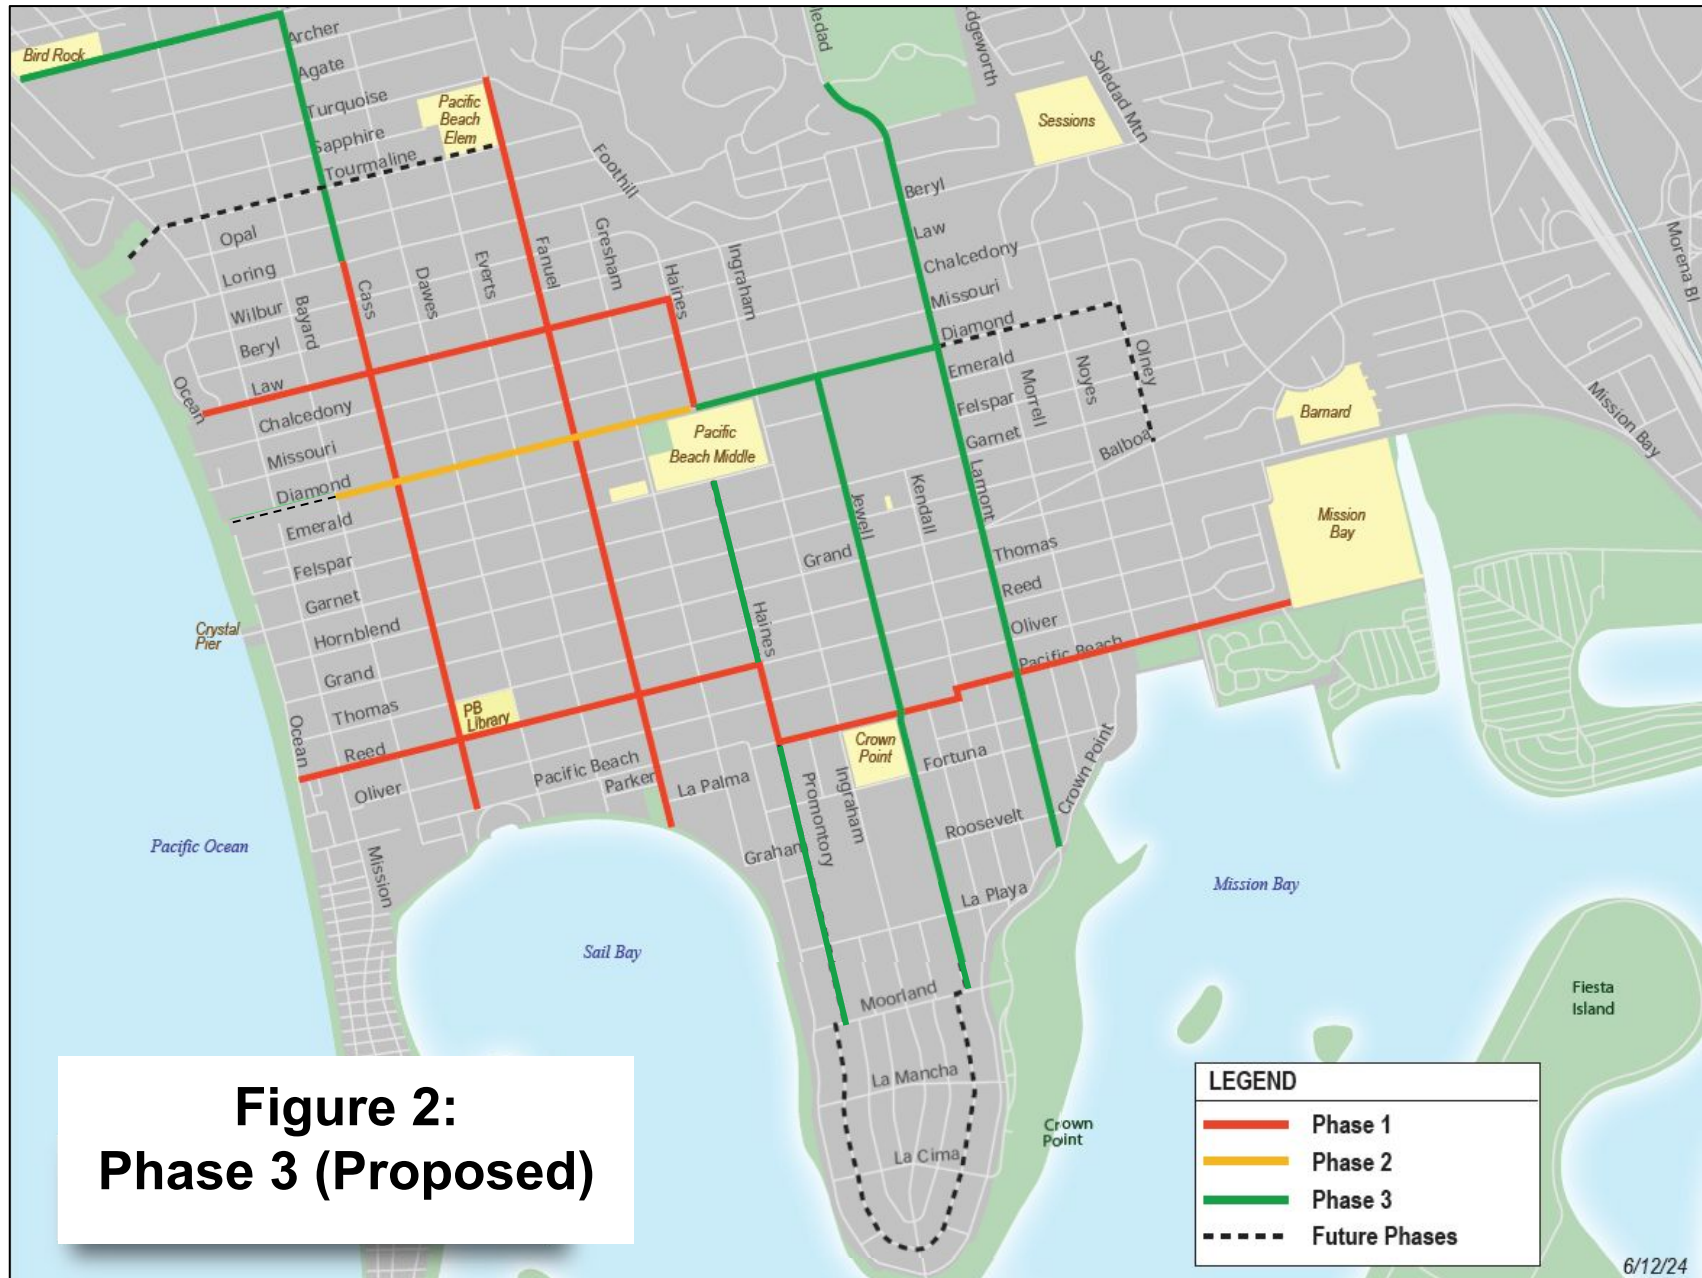 Bird Rock
Archer
Agate
Turquoise
Sapphire
Tourmaline
Pacific
Beach
Elem
Foothill
Sessions
Soledad Mtn
Beryl
Law
Chalcedony
Missouri
Diamond
Emerald
Felspar
Garnet
Balboa
Morrell
Noyes
Olney
Morena Bl
Mission Bay
Opal
Loring
Wilbur
Beryl
Law
Chalcedony
Missouri
Diamond
Emerald
Felspar
Garnet
Hornblend
Grand
Thomas
Reed
Oliver
Ocean
Bayard
Cass
Dawes
Everts
Fanuel
Gresham
Haines
Ingraham
Pacific
Beach Middle
Barnard
Mission
Bay
Jewell
Kendall
Lamont
Grand
Thomas
Reed
Oliver
Pacific Beach
Haines
Crystal
Pier
PB
Library
Ocean
Pacific Beach
Parker
La Palma
Crown
Point
Fortuna
Promontory
Ingraham
Graham
Roosevelt
Crown Point
La Playa
Mission
Pacific Ocean
Sail Bay
Mission Bay
Moorland
La Mancha
La Cima
Crown
Point
Fiesta
Island
Figure 2:
Phase 3 (Proposed)
LEGEND
Phase 1
Phase 2
Phase 3
Future Phases
6/12/24